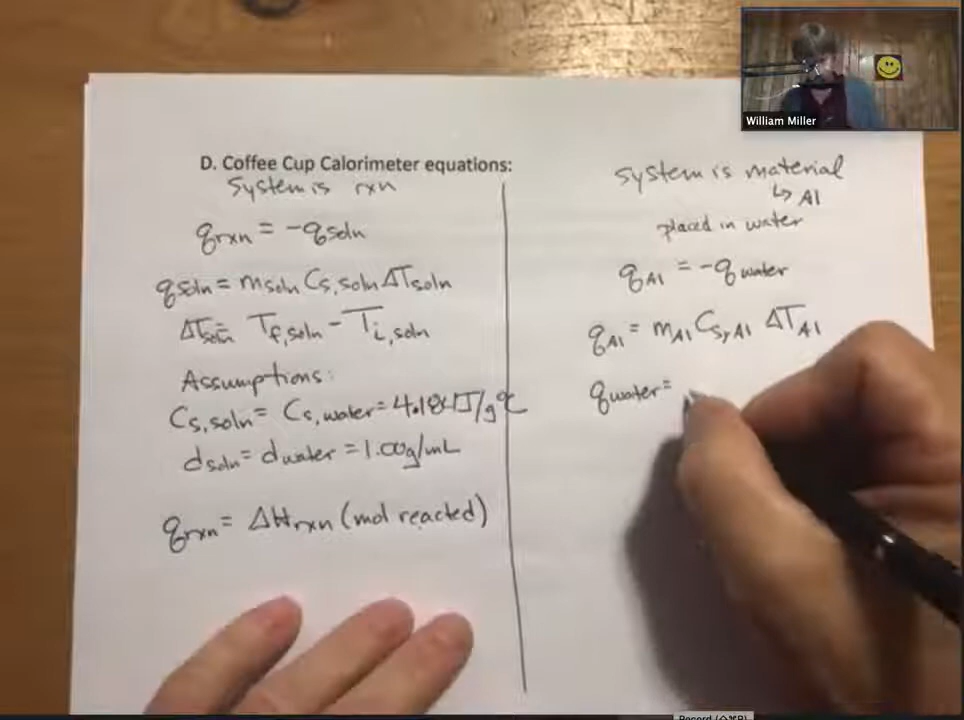 William Miller
D. Coffee Cup Calorimeter equations:
System is rxn
qrxn = -qsoln
qsoln = msoln Cs,soln ΔTsoln
ΔTsoln = Tf,soln - Ti,soln
Assumptions:
Cs,soln = Cs,water = 4.184J/g°C
dsoln = dwater = 1.00g/mL
qrxn = ΔHrxn (mol reacted)
system is material
↳ Al
placed in water
qAl = -qwater
qAl = mAl Cs,Al ΔTAl
qwater =